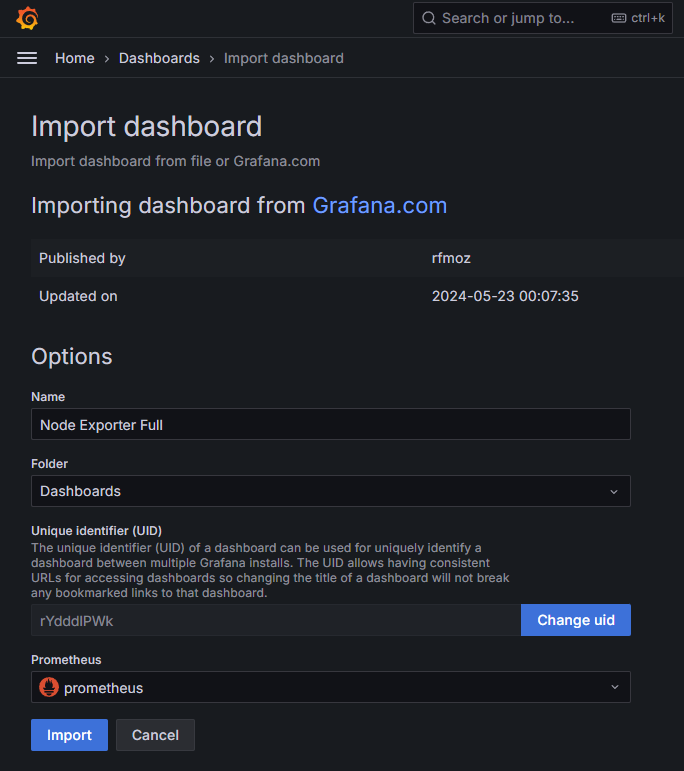 Search or jump to...
ctrl+k
Home › Dashboards › Import dashboard
Import dashboard
Import dashboard from file or Grafana.com
Importing dashboard from Grafana.com
Published by rfmoz
Updated on 2024-05-23 00:07:35
Options
Name
Node Exporter Full
Folder
Dashboards
Unique identifier (UID)
The unique identifier (UID) of a dashboard can be used for uniquely identify a
dashboard between multiple Grafana installs. The UID allows having consistent
URLs for accessing dashboards so changing the title of a dashboard will not break
any bookmarked links to that dashboard.
rYdddlPWk
Change uid
Prometheus
prometheus
Import
Cancel